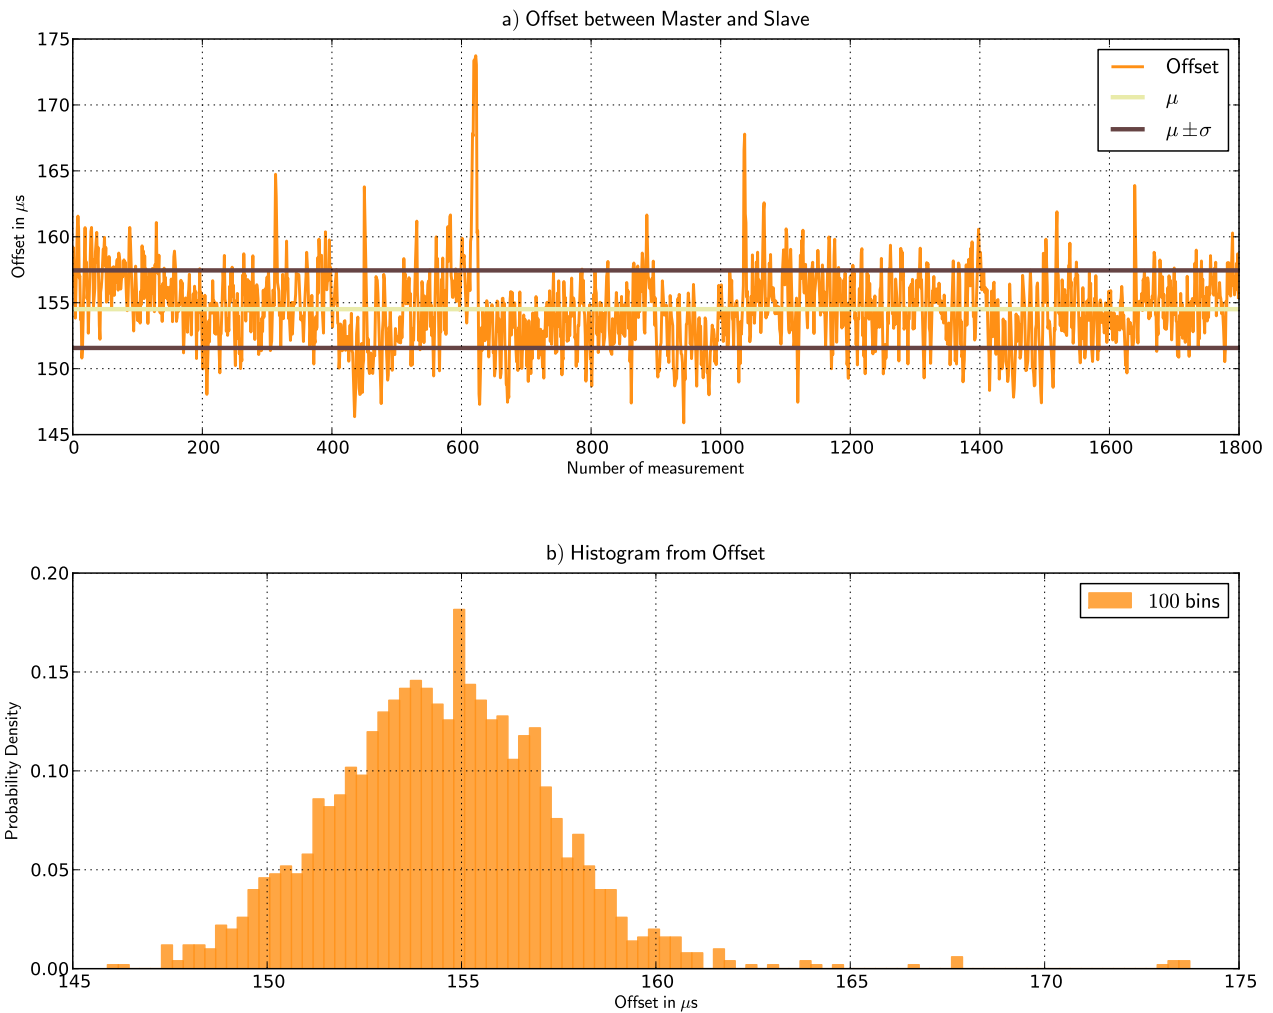 a) Offset between Master and Slave
175
170
165
160
155
150
145
Offset in μs
Offset
μ
μ ± σ
0 200 400 600 800 1000 1200 1400 1600 1800
Number of measurement
b) Histogram from Offset
0.20
0.15
0.10
0.05
0.00
Probability Density
100 bins
145 150 155 160 165 170 175
Offset in μs